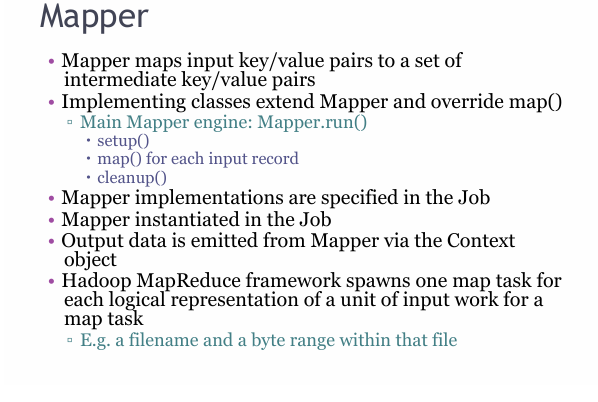 Mapper
• Mapper maps input key/value pairs to a set of
intermediate key/value pairs
• Implementing classes extend Mapper and override map()
▫ Main Mapper engine: Mapper.run()
• setup()
• map() for each input record
• cleanup()
• Mapper implementations are specified in the Job
• Mapper instantiated in the Job
• Output data is emitted from Mapper via the Context
object
• Hadoop MapReduce framework spawns one map task for
each logical representation of a unit of input work for a
map task
▫ E.g. a filename and a byte range within that file